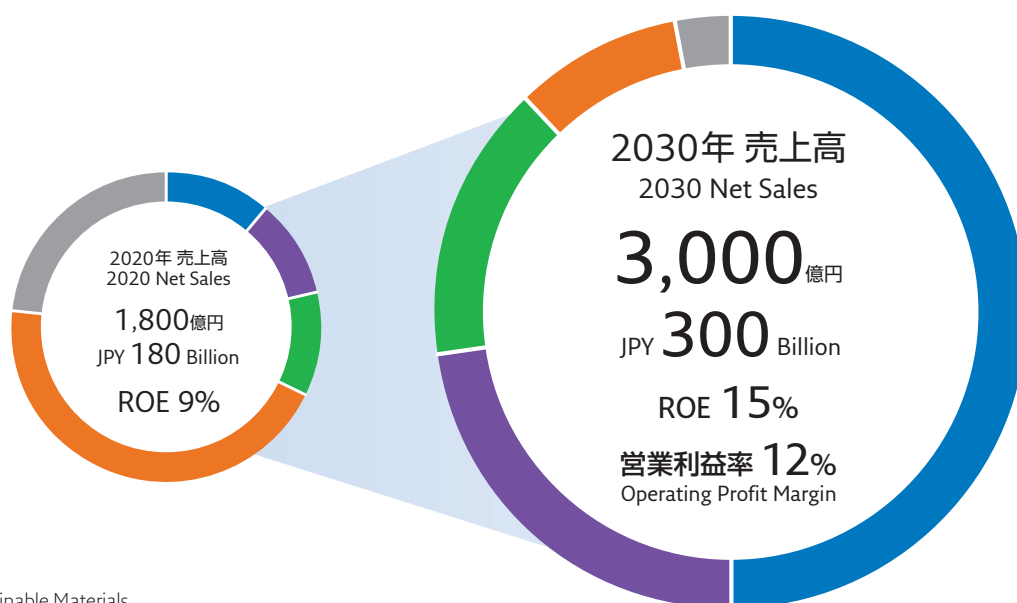 2020年 売上高
2020 Net Sales
1,800億円
JPY 180 Billion
ROE 9%
2030年 売上高
2030 Net Sales
3,000億円
JPY 300 Billion
ROE 15%
営業利益率 12%
Operating Profit Margin
Materials